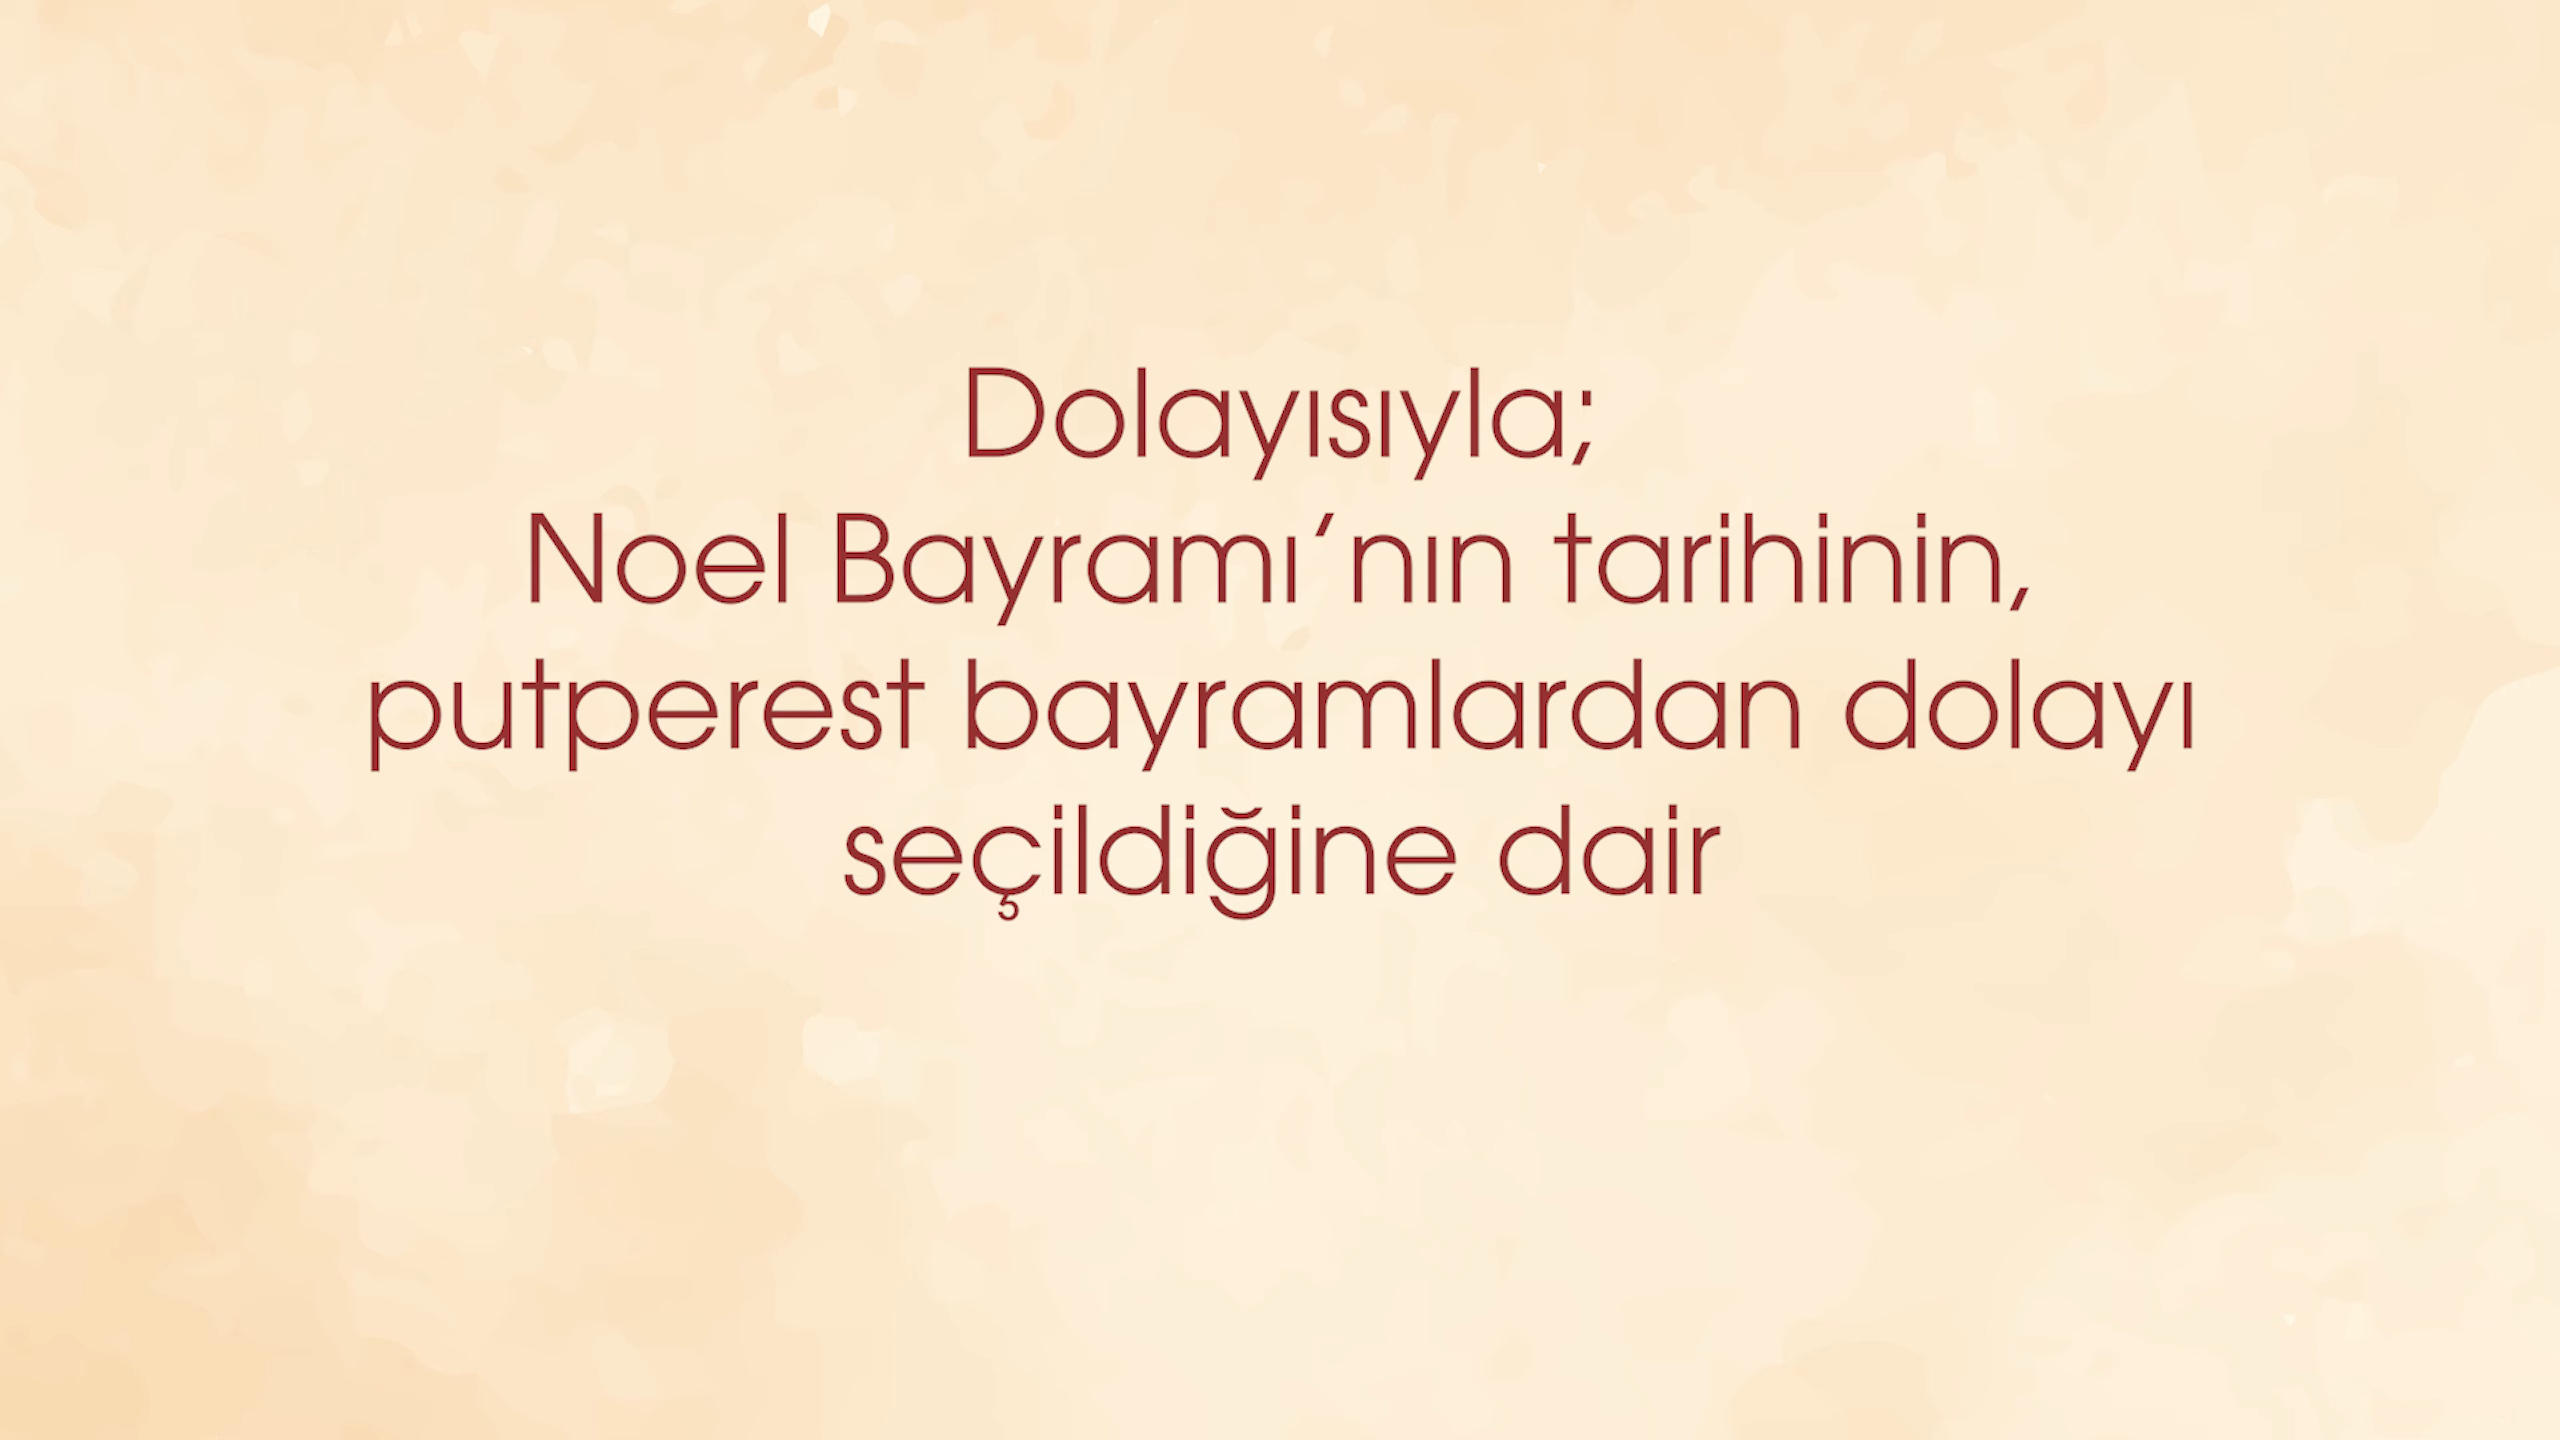 Dolayısıyla;
Noel Bayramı’nın tarihinin,
putperest bayramlardan dolayı
seçildiğine dair